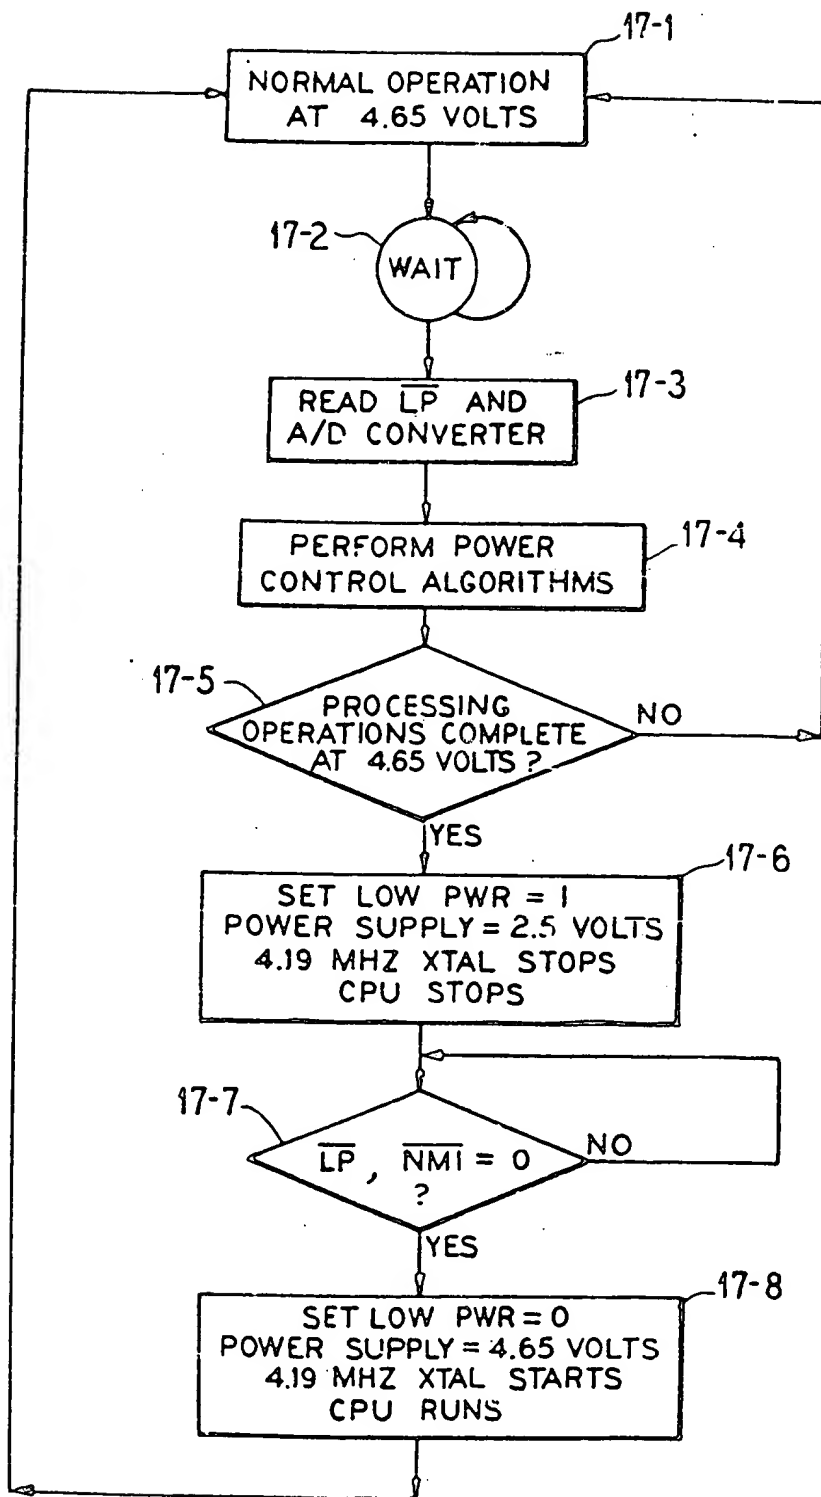 17-1
NORMAL OPERATION
AT 4.65 VOLTS
17-2
WAIT
17-3
READ L̅P̅ AND
A/D CONVERTER
17-4
PERFORM POWER
CONTROL ALGORITHMS
17-5
PROCESSING
OPERATIONS COMPLETE
AT 4.65 VOLTS?
NO
YES
17-6
SET LOW PWR = 1
POWER SUPPLY = 2.5 VOLTS
4.19 MHZ XTAL STOPS
CPU STOPS
17-7
L̅P̅, N̅M̅I̅ = 0
?
NO
YES
17-8
SET LOW PWR = 0
POWER SUPPLY = 4.65 VOLTS
4.19 MHZ XTAL STARTS
CPU RUNS